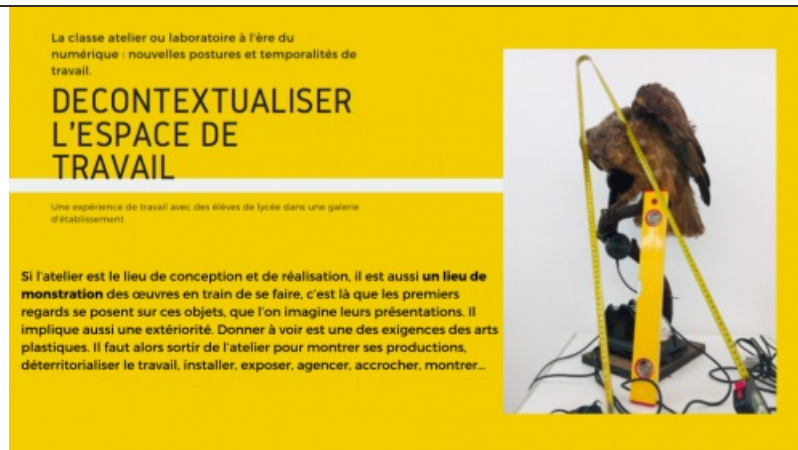 La classe atelier ou laboratoire à l'ère du
numérique : nouvelles postures et temporalités de
travail.
DECONTEXTUALISER
L'ESPACE DE
TRAVAIL
Une expérience de travail avec des élèves de lycée dans une galerie
d'établissement
Si l'atelier est le lieu de conception et de réalisation, il est aussi un lieu de
monstration des œuvres en train de se faire, c'est là que les premiers
regards se posent sur ces objets, que l'on imagine leurs présentations. Il
implique aussi une extériorité. Donner à voir est une des exigences des arts
plastiques. Il faut alors sortir de l'atelier pour montrer ses productions,
déterritorialiser le travail, installer, exposer, agencer, accrocher, montrer...